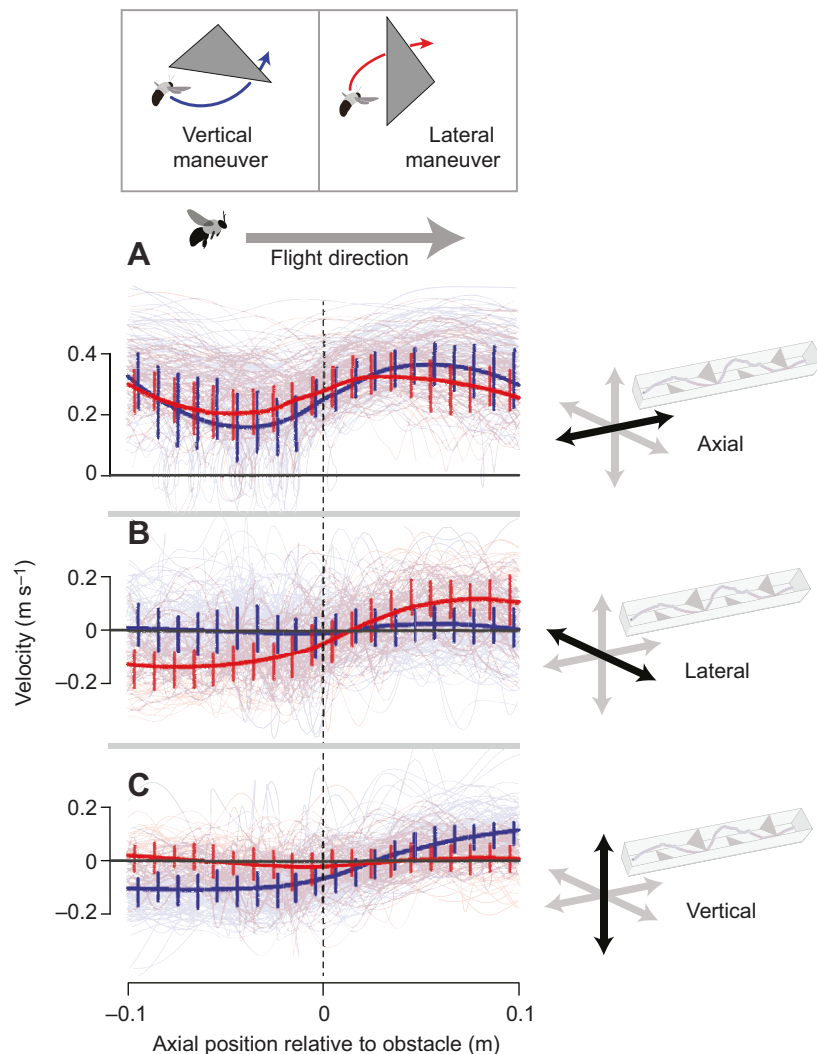 Vertical
maneuver
Lateral
maneuver
Flight direction
A
0.4
0.2
0
Axial
B
0.2
0
–0.2
Lateral
Velocity (m s–1)
C
0.2
0
–0.2
Vertical
–0.1
0
0.1
Axial position relative to obstacle (m)